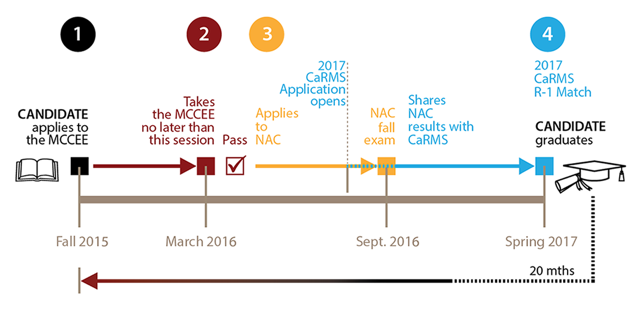 1
2
3
4
CANDIDATE
applies to
the MCCEE
Takes
the MCCEE
no later than
this session
Pass
Applies
to
NAC
2017
CaRMS
Application
opens
NAC
fall
exam
Shares
NAC
results with
CaRMS
2017
CaRMS
R-1 Match
CANDIDATE
graduates
Fall 2015
March 2016
Sept. 2016
Spring 2017
20 mths